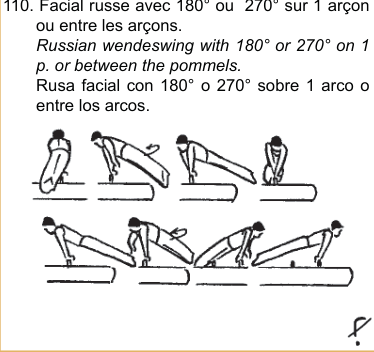 110. Facial russe avec 180° ou 270° sur 1 arçon
ou entre les arçons.
Russian wendeswing with 180° or 270° on 1
p. or between the pommels.
Rusa facial con 180° o 270° sobre 1 arco o
entre los arcos.